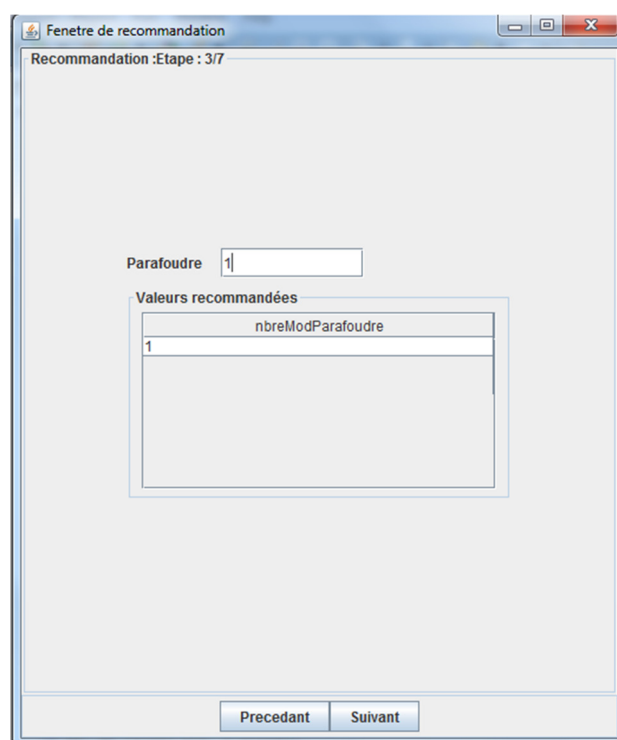 Fenetre de recommandation
Recommandation :Etape : 3/7
Parafoudre 1
Valeurs recommandées
nbreModParafoudre
1
Precedant Suivant